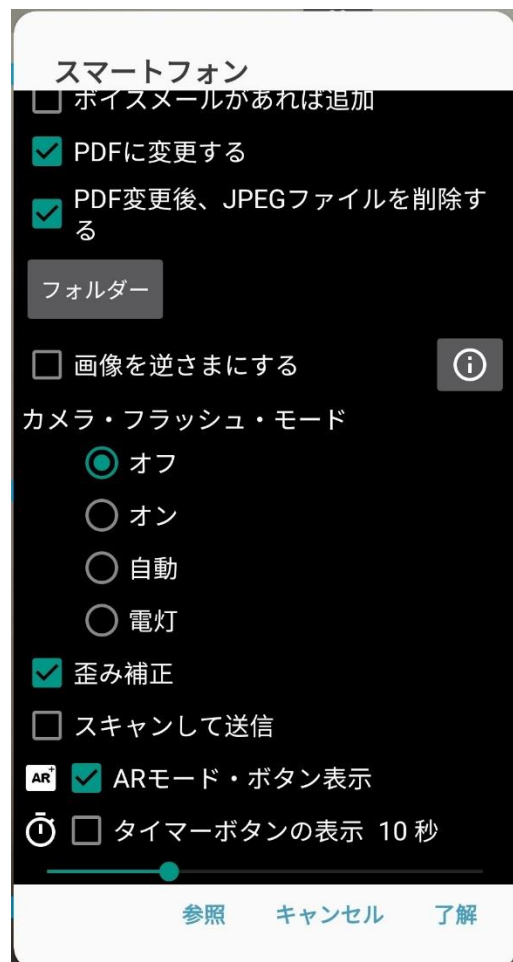 スマートフォン
ボイスメールがあれば追加
PDFに変更する
PDF変更後、JPEGファイルを削除す
る
フォルダー
画像を逆さまにする
カメラ・フラッシュ・モード
オフ
オン
自動
電灯
歪み補正
スキャンして送信
AR+ ARモード・ボタン表示
タイマーボタンの表示 10 秒
参照 キャンセル 了解